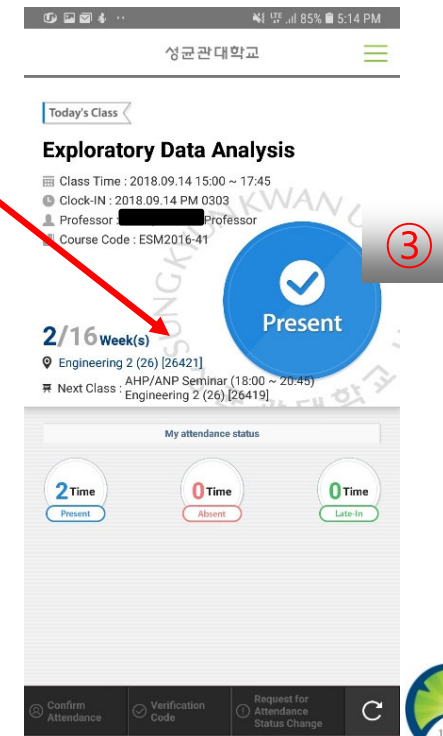 LTE 85% 5:14 PM
성균관대학교
Today's Class
Exploratory Data Analysis
Class Time : 2018.09.14 15:00 ~ 17:45
Clock-IN : 2018.09.14 PM 0303
Professor : Professor
Course Code : ESM2016-41
③
Present
2/16 Week(s)
Engineering 2 (26) [26421]
Next Class : AHP/ANP Seminar (18:00 ~ 20:45)
Engineering 2 (26) [26419]
My attendance status
2 Time
Present
0 Time
Absent
0 Time
Late-In
Confirm
Attendance
Verification
Code
Request for
Attendance
Status Change